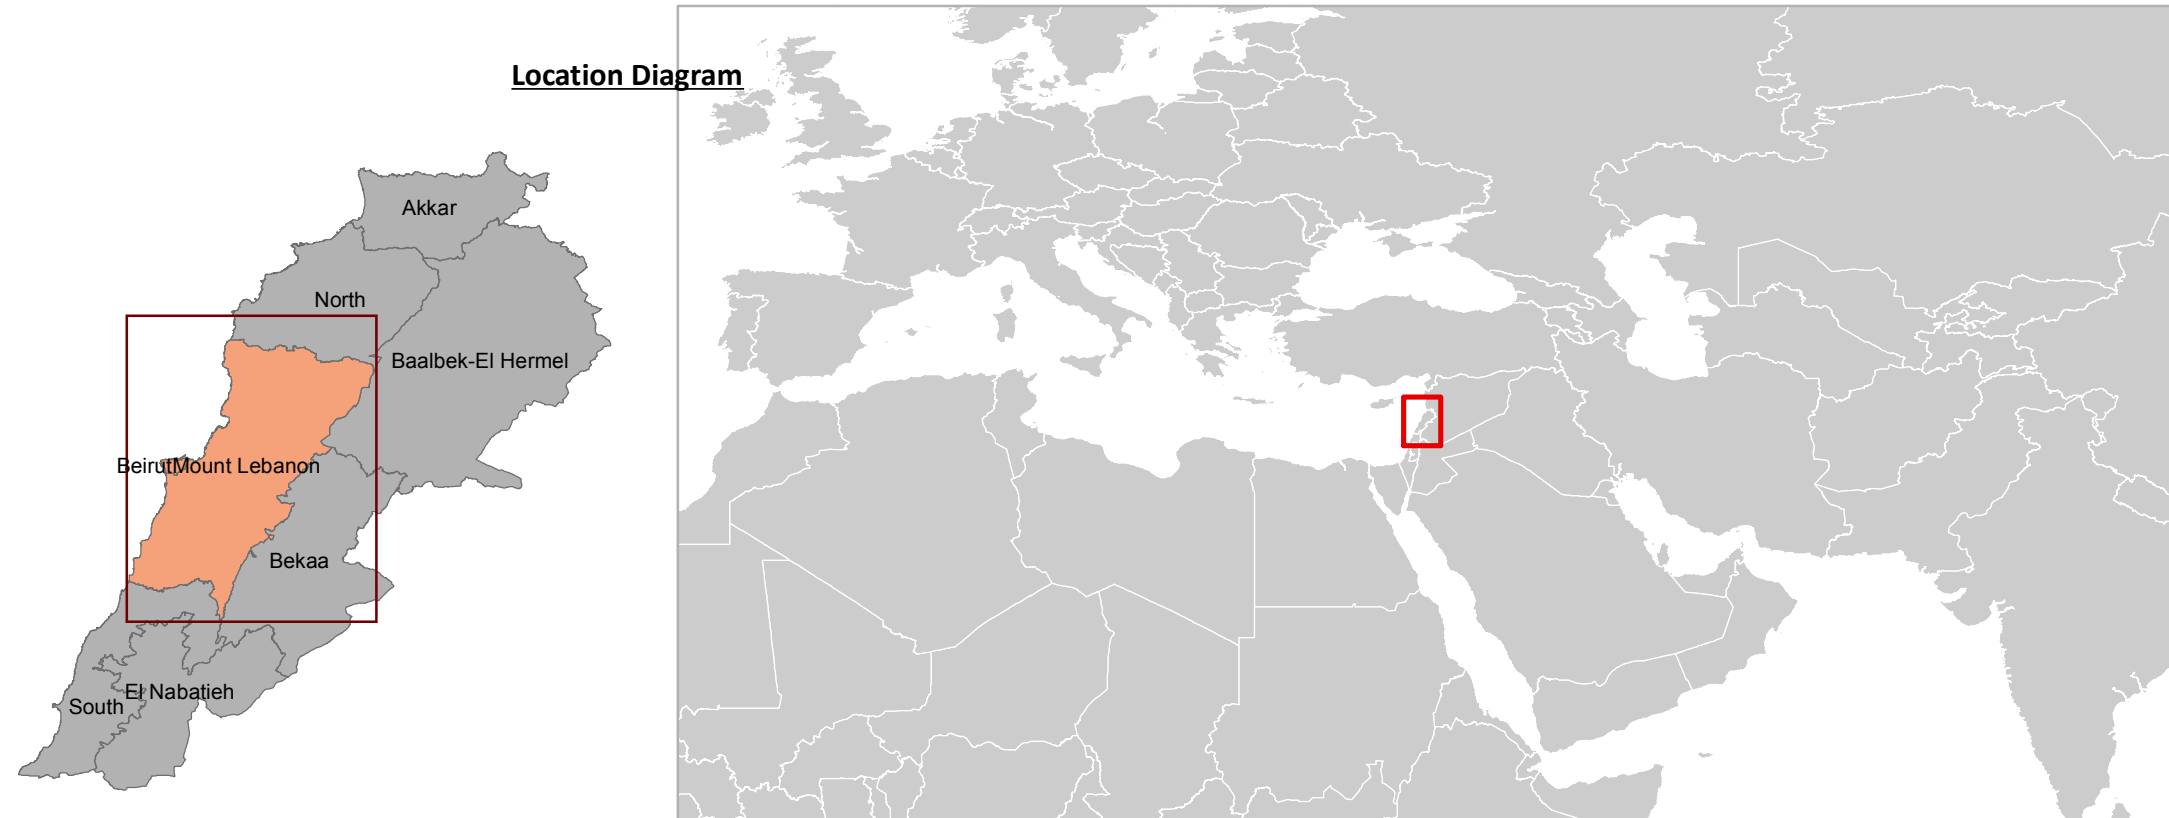 Location Diagram
Akkar
North
Baalbek-El Hermel
BeirutMount Lebanon
Bekaa
El Nabatieh
South